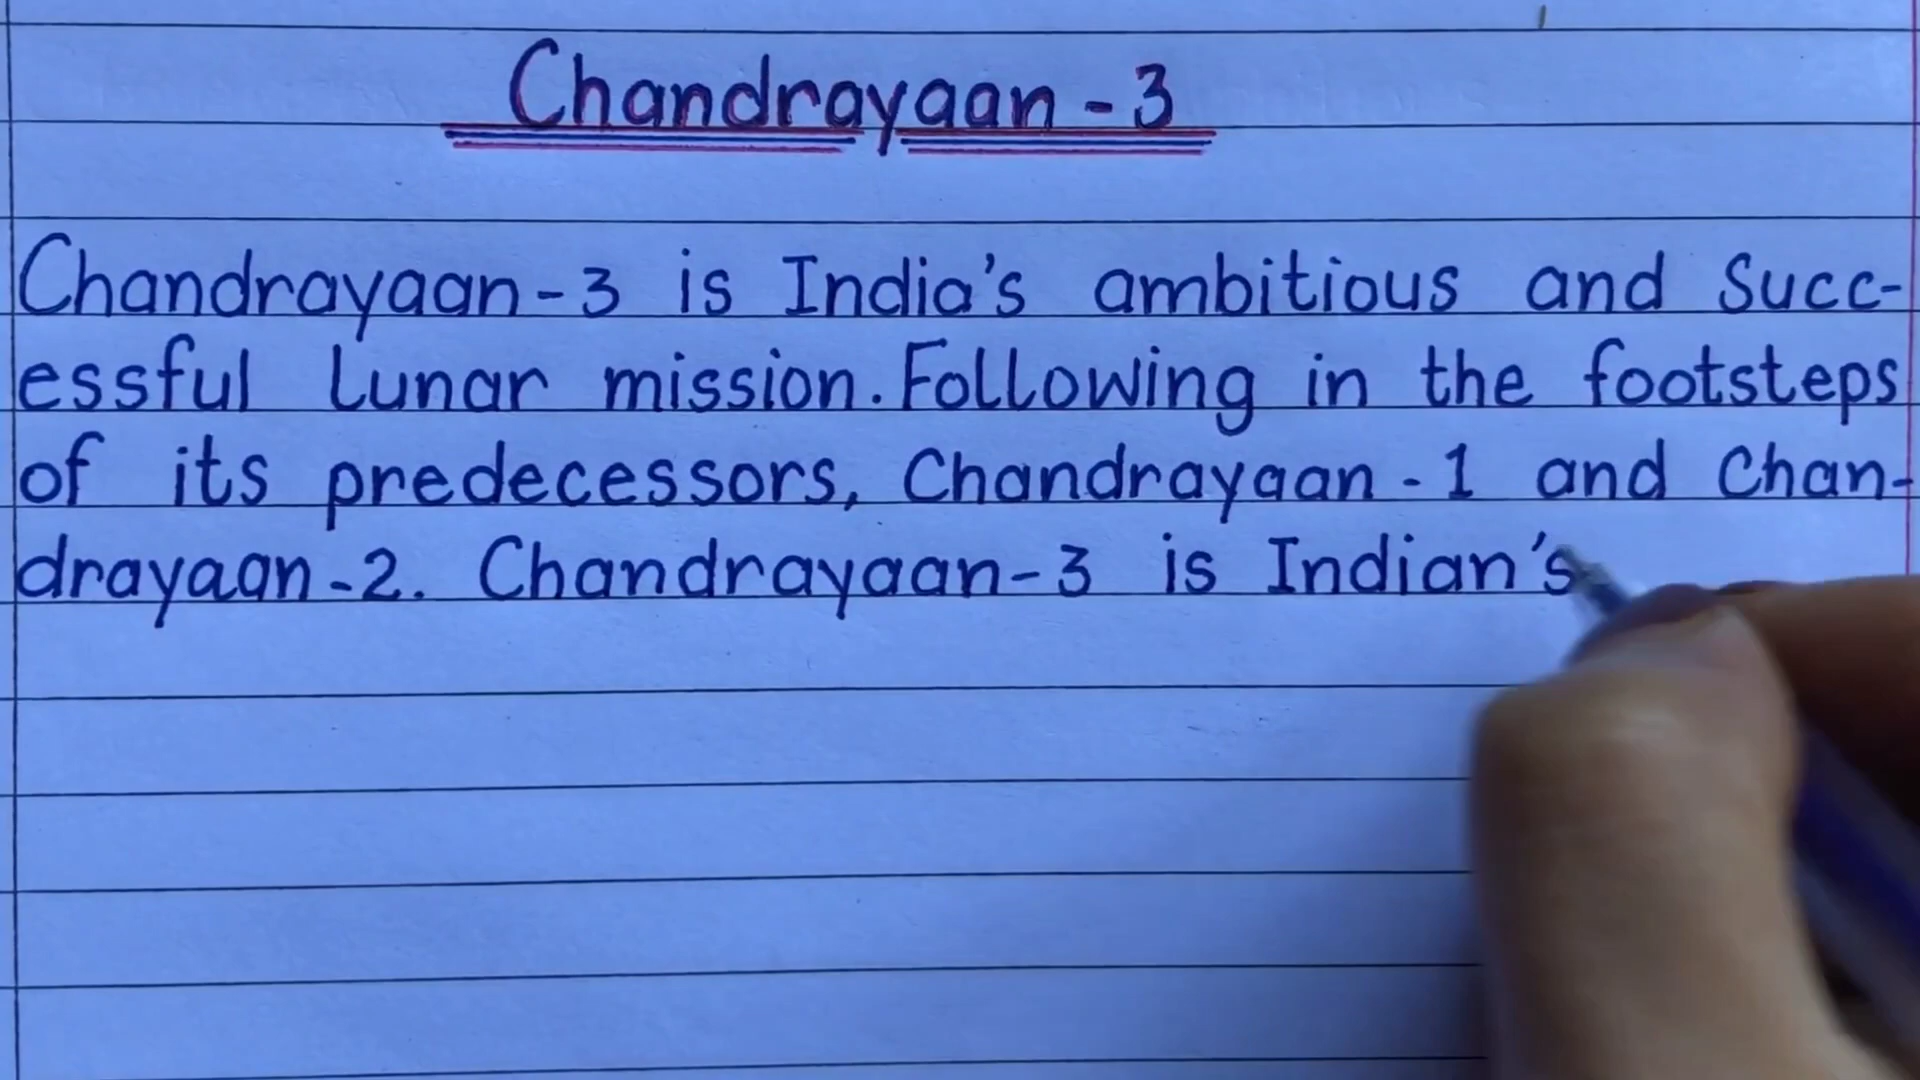 Chandrayaan - 3
Chandrayaan - 3 is India's ambitious and Succ-
essful Lunar mission. Following in the footsteps
of its predecessors, Chandrayaan - 1 and Chan-
drayaan - 2. Chandrayaan - 3 is Indian's